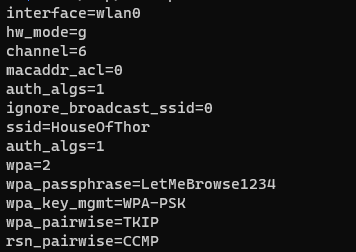 interface=wlan0
hw_mode=g
channel=6
macaddr_acl=0
auth_algs=1
ignore_broadcast_ssid=0
ssid=HouseOfThor
auth_algs=1
wpa=2
wpa_passphrase=LetMeBrowse1234
wpa_key_mgmt=WPA-PSK
wpa_pairwise=TKIP
rsn_pairwise=CCMP